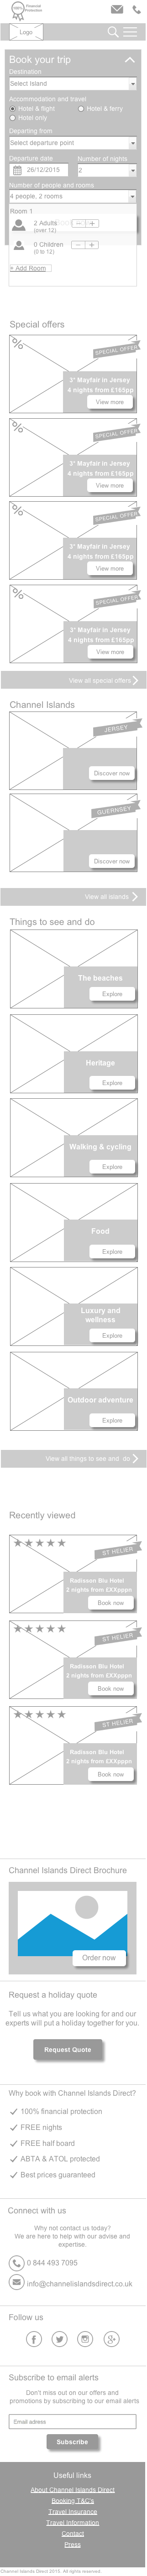 100%
Financial
Protection
Logo
Book your trip
Destination
Select Island
Accommodation and travel
Hotel & flight
Hotel & ferry
Hotel only
Departing from
Select departure point
Departure date
Number of nights
26/12/2015
2
Number of people and rooms
4 people, 2 rooms
Room 1
2 Adults
(over 12)
0 Children
(0 to 12)
+ Add Room
Special offers
SPECIAL OFFER
3* Mayfair in Jersey
4 nights from £165pp
View more
SPECIAL OFFER
3* Mayfair in Jersey
4 nights from £165pp
View more
SPECIAL OFFER
3* Mayfair in Jersey
4 nights from £165pp
View more
SPECIAL OFFER
3* Mayfair in Jersey
4 nights from £165pp
View more
View all special offers
Channel Islands
JERSEY
Discover now
GUERNSEY
Discover now
View all islands
Things to see and do
The beaches
Explore
Heritage
Explore
Walking & cycling
Explore
Food
Explore
Luxury and
wellness
Explore
Outdoor adventure
Explore
View all things to see and do
Recently viewed
ST HELIER
Radisson Blu Hotel
2 nights from £XXpppn
Book now
ST HELIER
Radisson Blu Hotel
2 nights from £XXpppn
Book now
ST HELIER
Radisson Blu Hotel
2 nights from £XXpppn
Book now
Channel Islands Direct Brochure
Order now
Request a holiday quote
Tell us what you are looking for and our
experts will put a holiday together for you.
Request Quote
Why book with Channel Islands Direct?
100% financial protection
FREE nights
FREE half board
ABTA & ATOL protected
Best prices guaranteed
Connect with us
Why not contact us today?
We are here to help with our advise and
expertise.
0 844 493 7095
info@channelislandsdirect.co.uk
Follow us
Subscribe to email alerts
Don't miss out on our offers and
promotions by subscribing to our email alerts
Email adress
Subscribe
Useful links
About Channel Islands Direct
Booking T&C's
Travel Insurance
Travel Information
Contact
Press
Channel Islands Direct 2015. All rights reserved.